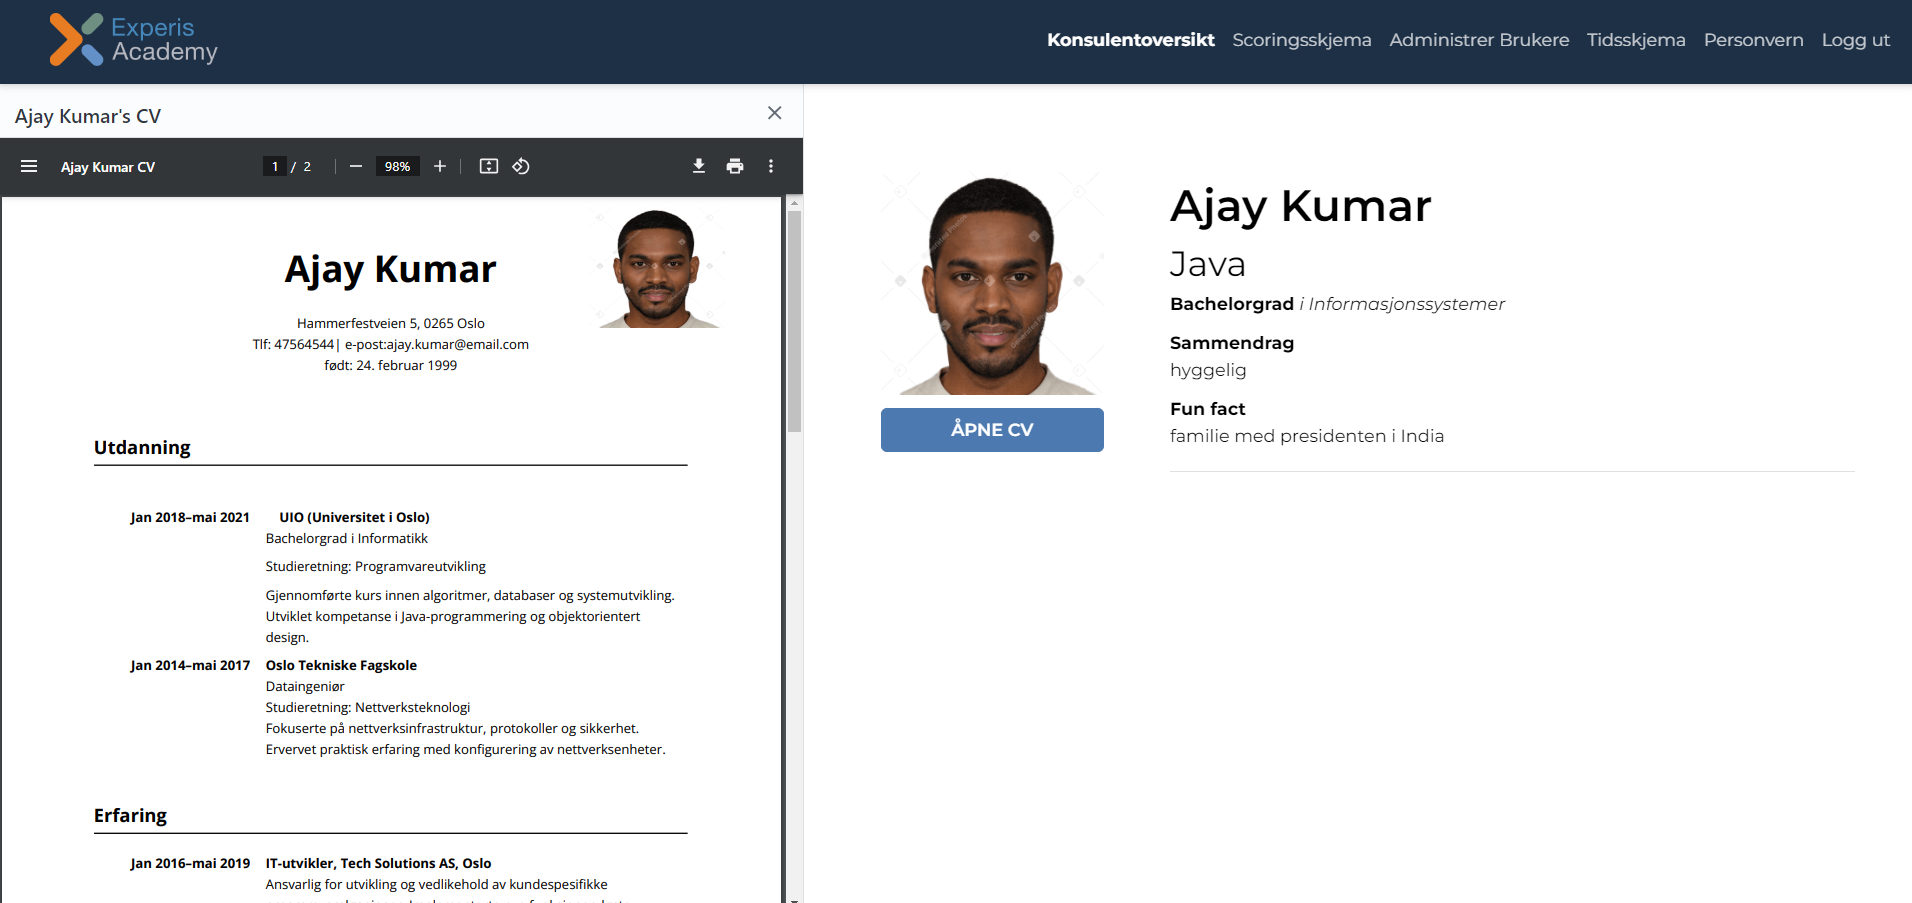 Experis
Academy
Konsulentoversikt Scoringsskjema Administrer Brukere Tidsskjema Personvern Logg ut
Ajay Kumar's CV
Ajay Kumar CV
1 / 2
98%
Ajay Kumar
Hammerfestveien 5, 0265 Oslo
Tlf: 47564544| e-post:ajay.kumar@email.com
født: 24. februar 1999
Utdanning
Jan 2018–mai 2021 UIO (Universitet i Oslo)
Bachelorgrad i Informatikk
Studieretning: Programvareutvikling
Gjennomførte kurs innen algoritmer, databaser og systemutvikling.
Utviklet kompetanse i Java-programmering og objektorientert
design.
Jan 2014–mai 2017 Oslo Tekniske Fagskole
Dataingeniør
Studieretning: Nettverksteknologi
Fokuserte på nettverksinfrastruktur, protokoller og sikkerhet.
Ervervet praktisk erfaring med konfigurering av nettverksenheter.
Erfaring
Jan 2016–mai 2019 IT-utvikler, Tech Solutions AS, Oslo
Ansvarlig for utvikling og vedlikehold av kundespesifikke
ÅPNE CV
Ajay Kumar
Java
Bachelorgrad i Informasjonssystemer
Sammendrag
hyggelig
Fun fact
familie med presidenten i India